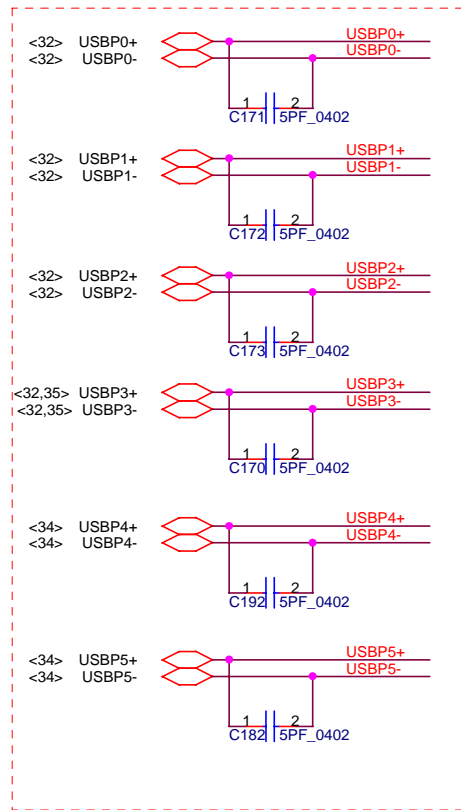 <32> USBP0+ USBP0+
<32> USBP0- USBP0-
1 2
C171 5PF_0402
<32> USBP1+ USBP1+
<32> USBP1- USBP1-
1 2
C172 5PF_0402
<32> USBP2+ USBP2+
<32> USBP2- USBP2-
1 2
C173 5PF_0402
<32,35> USBP3+ USBP3+
<32,35> USBP3- USBP3-
1 2
C170 5PF_0402
<34> USBP4+ USBP4+
<34> USBP4- USBP4-
1 2
C192 5PF_0402
<34> USBP5+ USBP5+
<34> USBP5- USBP5-
1 2
C182 5PF_0402